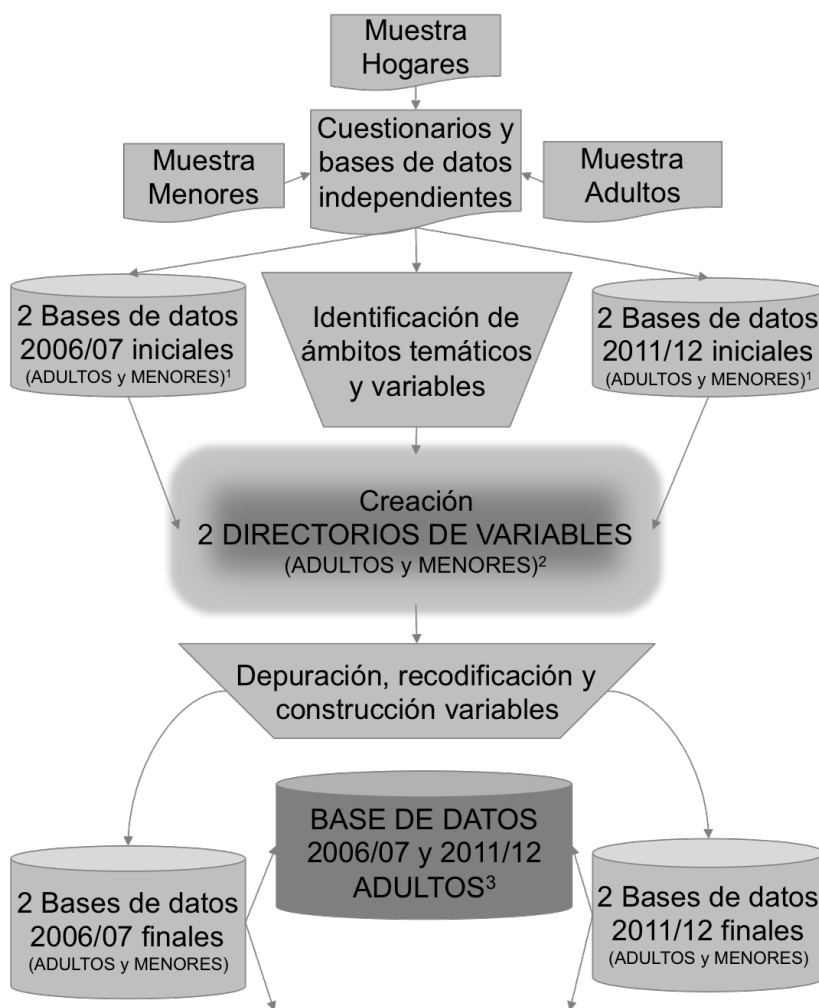 Muestra
Hogares
Cuestionarios y
bases de datos
independientes
Muestra
Menores
Muestra
Adultos
2 Bases de datos
2006/07 iniciales
(ADULTOS y MENORES)¹
Identificación de
ámbitos temáticos
y variables
2 Bases de datos
2011/12 iniciales
(ADULTOS y MENORES)¹
Creación
2 DIRECTORIOS DE VARIABLES
(ADULTOS y MENORES)²
Depuración, recodificación y
construcción variables
BASE DE DATOS
2006/07 y 2011/12
ADULTOS³
2 Bases de datos
2006/07 finales
(ADULTOS y MENORES)
2 Bases de datos
2011/12 finales
(ADULTOS y MENORES)